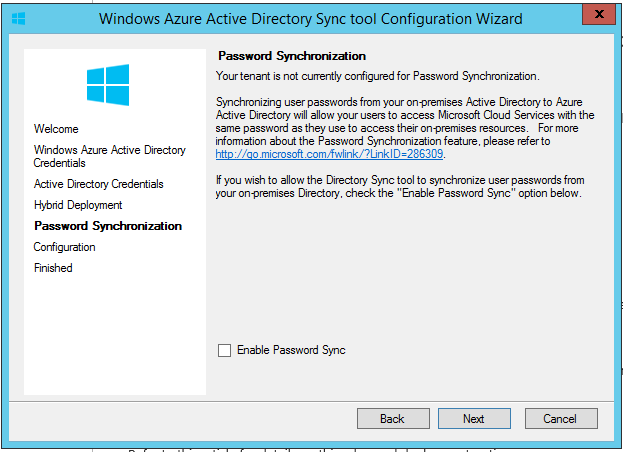 Windows Azure Active Directory Sync tool Configuration Wizard
x
Welcome
Windows Azure Active Directory
Credentials
Active Directory Credentials
Hybrid Deployment
Password Synchronization
Configuration
Finished
Password Synchronization
Your tenant is not currently configured for Password Synchronization.
Synchronizing user passwords from your on-premises Active Directory to Azure
Active Directory will allow your users to access Microsoft Cloud Services with the
same password as they use to access their on-premises resources. For more
information about the Password Synchronization feature, please refer to
http://go.microsoft.com/fwlink/?LinkID=286309.
If you wish to allow the Directory Sync tool to synchronize user passwords from
your on-premises Directory, check the "Enable Password Sync" option below.
Enable Password Sync
Back
Next
Cancel